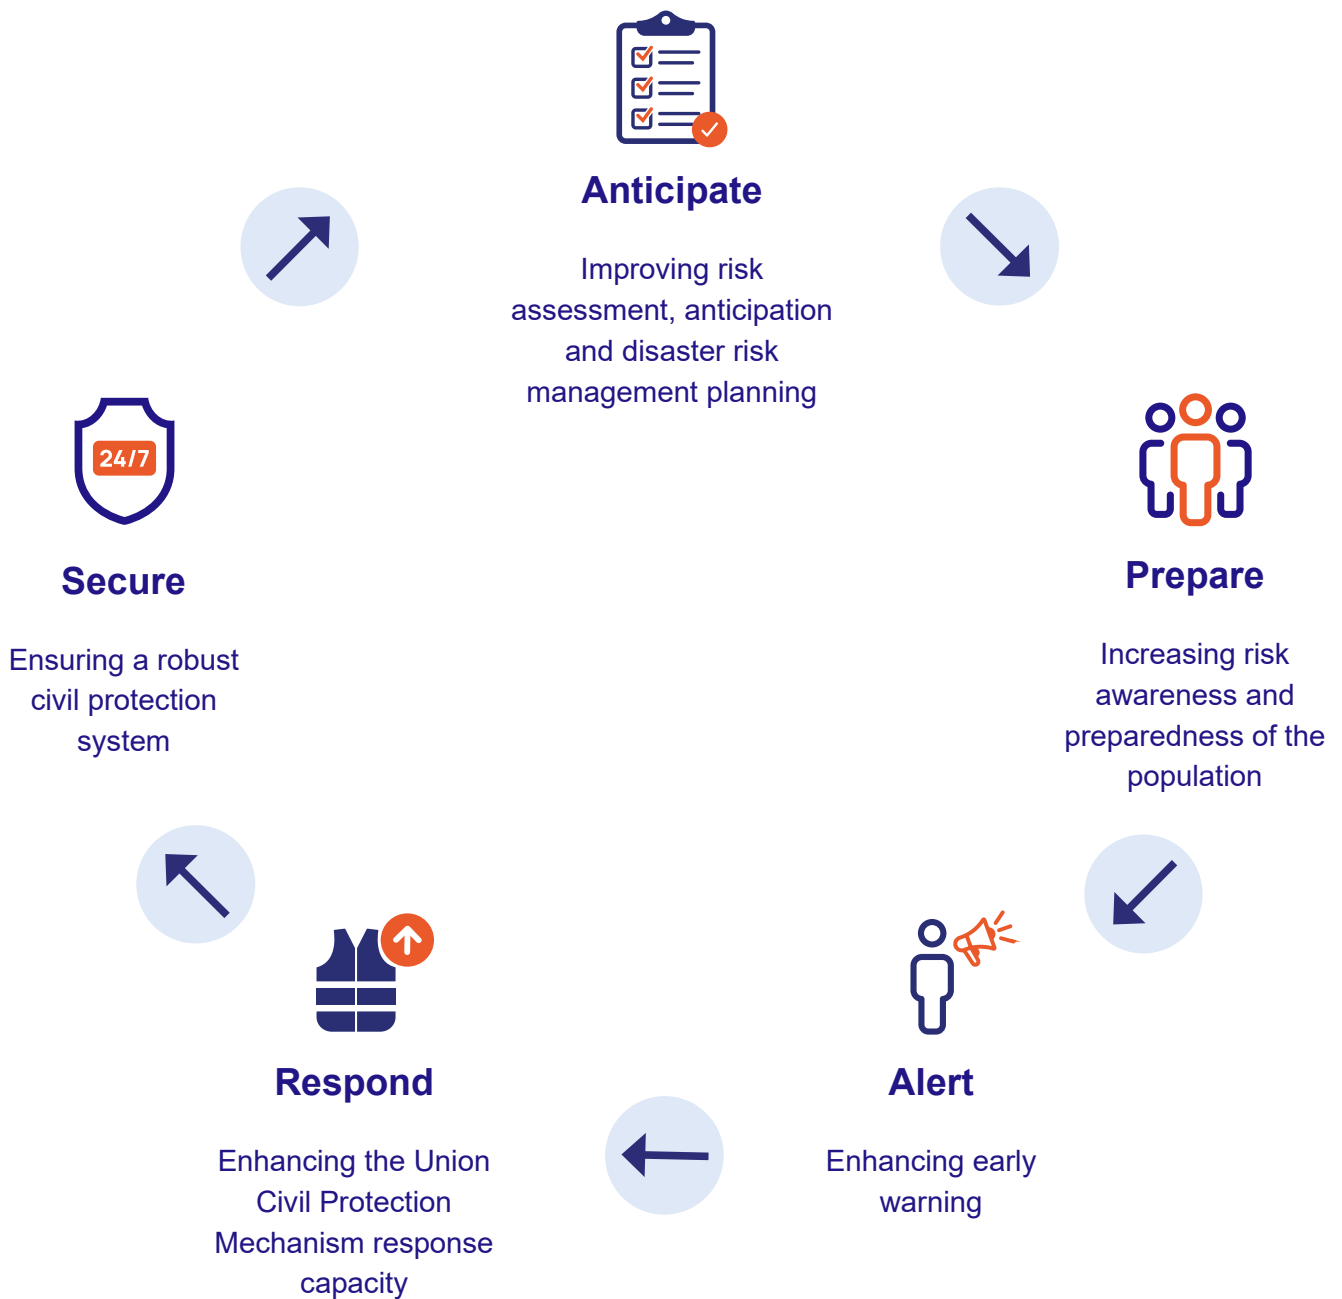 Anticipate
Improving risk
assessment, anticipation
and disaster risk
management planning
Prepare
Increasing risk
awareness and
preparedness of the
population
Alert
Enhancing early
warning
Respond
Enhancing the Union
Civil Protection
Mechanism response
capacity
24/7
Secure
Ensuring a robust
civil protection
system